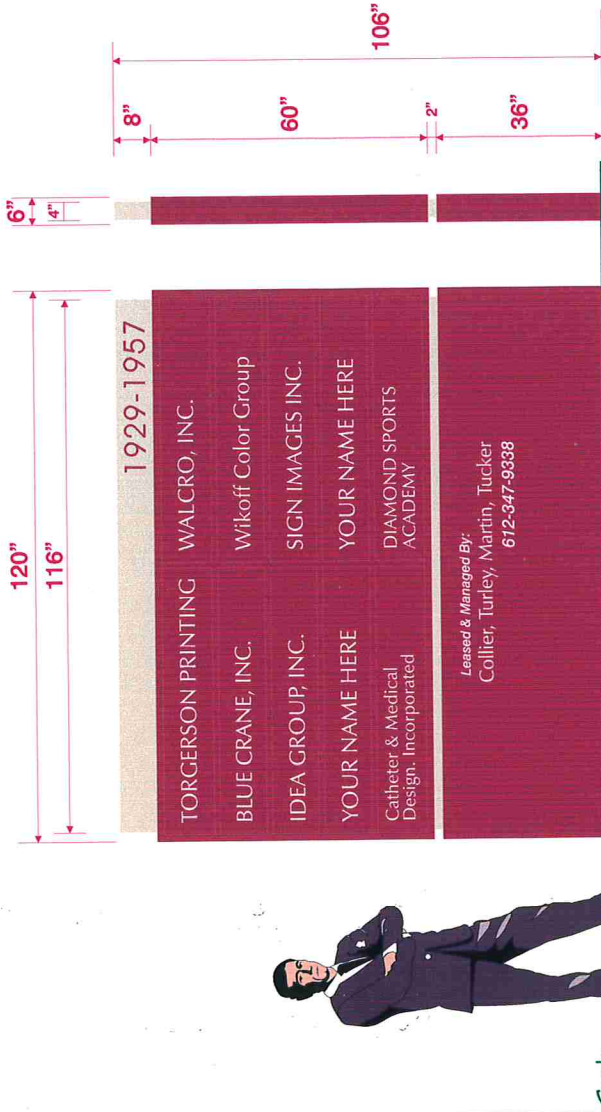 120”
116”
6”
4”
1929-1957
8”
TORGERSON PRINTING
WALCRO, INC.
BLUE CRANE, INC.
Wikoff Color Group
IDEA GROUP, INC.
SIGN IMAGES INC.
YOUR NAME HERE
YOUR NAME HERE
Catheter & Medical
Design. Incorporated
DIAMOND SPORTS
ACADEMY
60”
106”
2”
Leased & Managed By:
Collier, Turley, Martin, Tucker
612-347-9338
36”